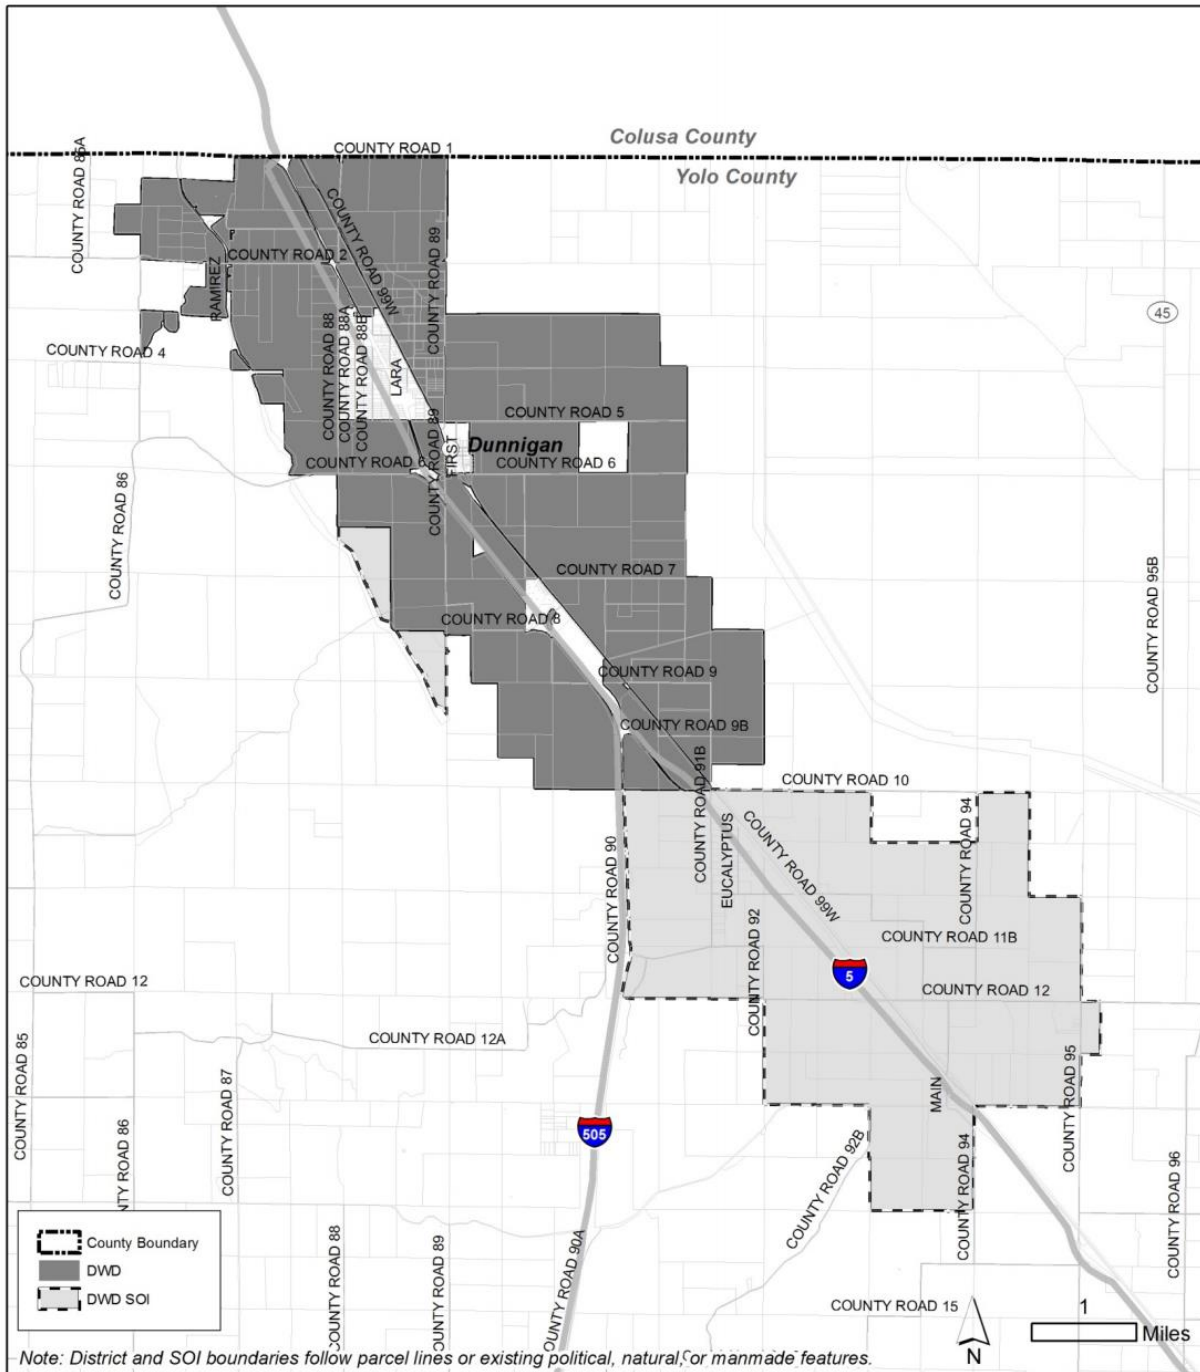 Colusa County
COUNTY ROAD 1
Yolo County
COUNTY ROAD 85A
COUNTY ROAD 99W
COUNTY ROAD 89
COUNTY ROAD 2
RAMIREZ
45
COUNTY ROAD 4
COUNTY ROAD 88
COUNTY ROAD 88A
COUNTY ROAD 88B
LARA
COUNTY ROAD 5
COUNTY ROAD 89
FIRST
Dunnigan
COUNTY ROAD 6
COUNTY ROAD 6
COUNTY ROAD 86
COUNTY ROAD 7
COUNTY ROAD 95B
COUNTY ROAD 8
COUNTY ROAD 9
COUNTY ROAD 9B
COUNTY ROAD 91B
COUNTY ROAD 10
EUCALYPTUS
COUNTY ROAD 99W
COUNTY ROAD 94
COUNTY ROAD 90
COUNTY ROAD 92
COUNTY ROAD 11B
5
COUNTY ROAD 12
COUNTY ROAD 12
COUNTY ROAD 12A
COUNTY ROAD 85
COUNTY ROAD 87
MAIN
COUNTY ROAD 95
505
NTY ROAD 86
COUNTY ROAD 92B
COUNTY ROAD 94
COUNTY ROAD 96
COUNTY ROAD 88
COUNTY ROAD 89
COUNTY ROAD 90A
County Boundary
DWD
DWD SOI
COUNTY ROAD 15
1
Miles
N
Note: District and SOI boundaries follow parcel lines or existing political, natural, or manmade features.